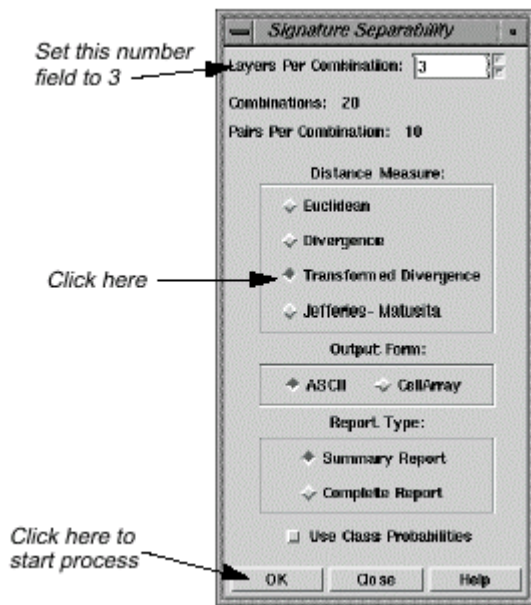 Signature Separability
Set this number
field to 3
Layers Per Combination: 3
Combinations: 20
Pairs Per Combination: 10
Distance Measure:
Euclidean
Divergence
Click here
Transformed Divergence
Jefferies-Matusita
Output Form:
ASCII CellArray
Report Type:
Summary Report
Complete Report
Click here to
start process
Use Class Probabilities
OK Close Help